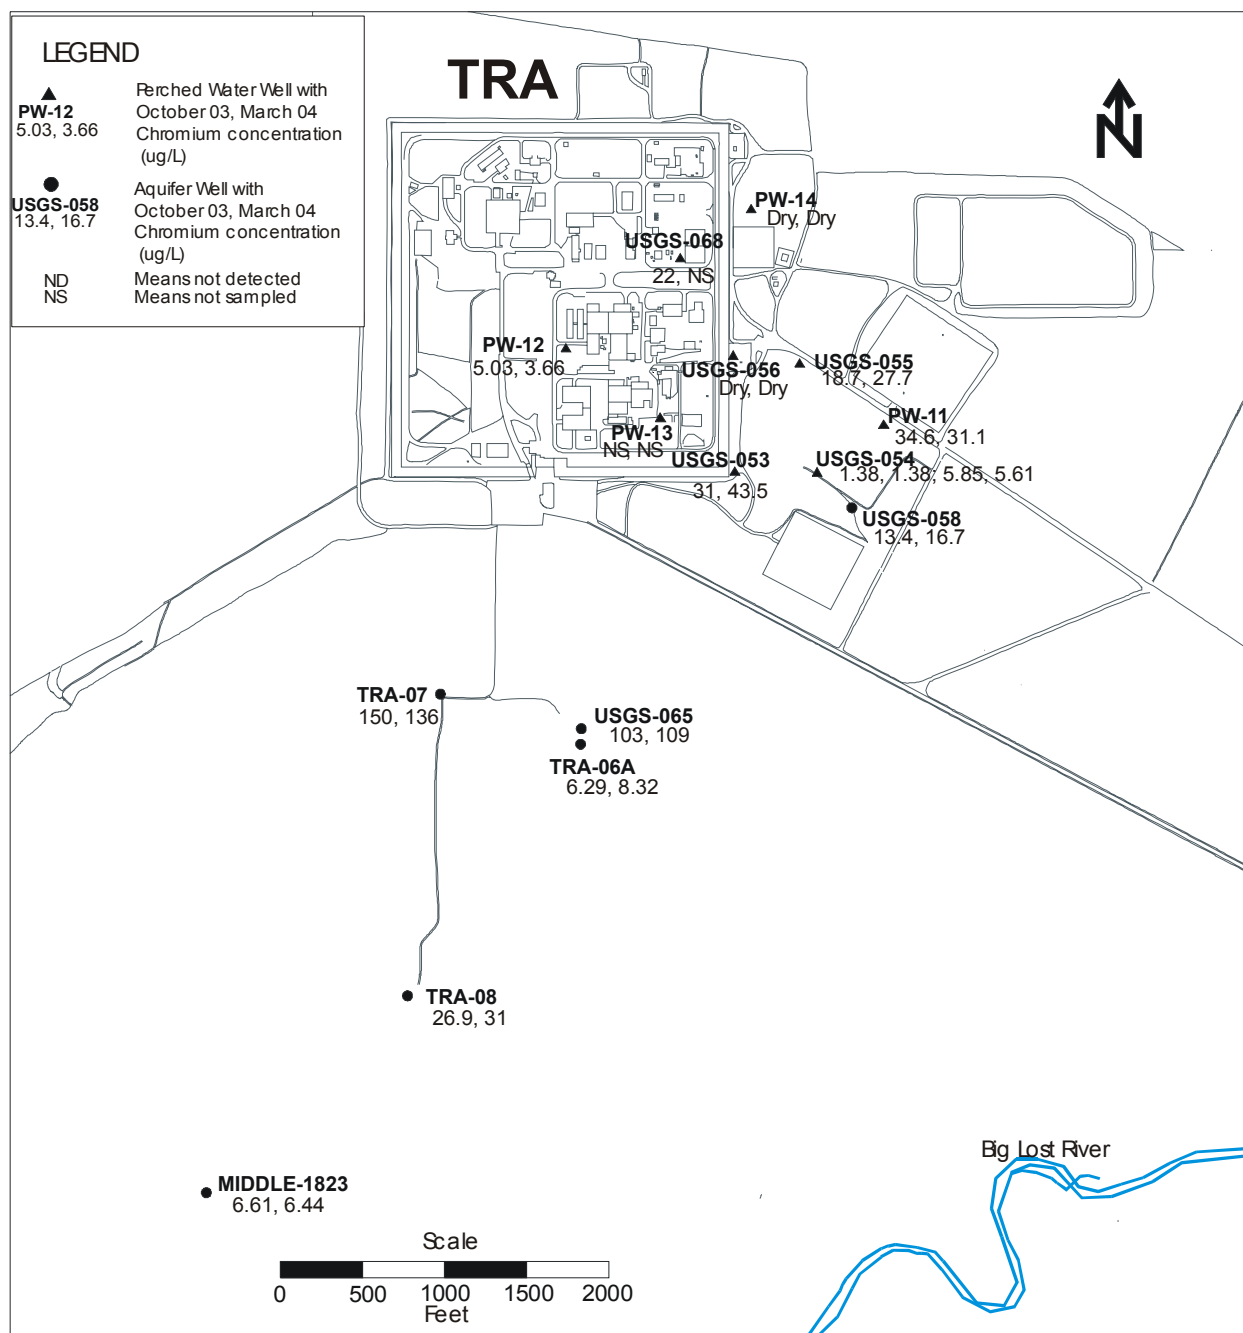 LEGEND
PW-12
5.03, 3.66
Perched Water Well with
October 03, March 04
Chromium concentration
(ug/L)
USGS-058
13.4, 16.7
Aquifer Well with
October 03, March 04
Chromium concentration
(ug/L)
ND Means not detected
NS Means not sampled
TRA
N
PW-14
Dry, Dry
USGS-068
22, NS
PW-12
5.03, 3.66
USGS-056
Dry, Dry
USGS-055
18.7, 27.7
PW-11
34.6, 31.1
PW-13
NS, NS
USGS-053
31, 43.5
USGS-054
1.38, 1.38; 5.85, 5.61
USGS-058
13.4, 16.7
TRA-07
150, 136
USGS-065
103, 109
TRA-06A
6.29, 8.32
TRA-08
26.9, 31
Big Lost River
MIDDLE-1823
6.61, 6.44
Scale
0 500 1000 1500 2000
Feet